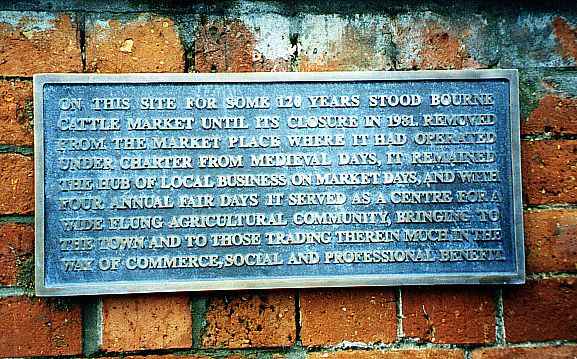 ON THIS SITE FOR SOME 120 YEARS STOOD BOURNE
CATTLE MARKET UNTIL ITS CLOSURE IN 1981. REMOVED
FROM THE MARKET PLACE WHERE IT HAD OPERATED
UNDER CHARTER FROM MEDIEVAL DAYS, IT REMAINED
THE HUB OF LOCAL BUSINESS ON MARKET DAYS, AND WITH
FOUR ANNUAL FAIR DAYS IT SERVED AS A CENTRE FOR A
WIDE FLUNG AGRICULTURAL COMMUNITY, BRINGING TO
THE TOWN AND TO THOSE TRADING THEREIN MUCH IN THE
WAY OF COMMERCE, SOCIAL AND PROFESSIONAL BENEFIT.